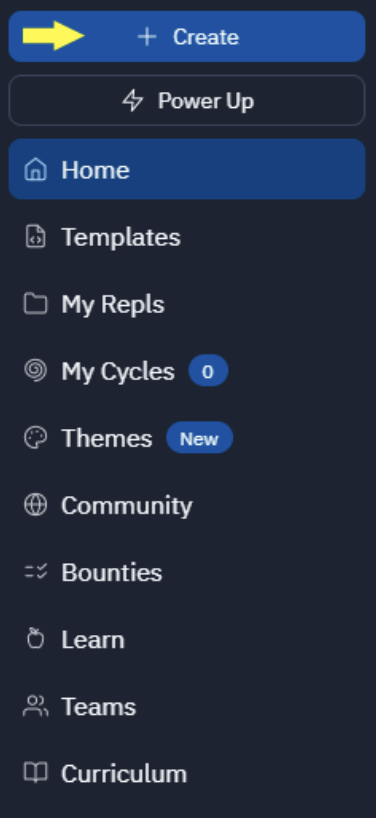 Create
Power Up
Home
Templates
My Repls
My Cycles 0
Themes New
Community
Bounties
Learn
Teams
Curriculum